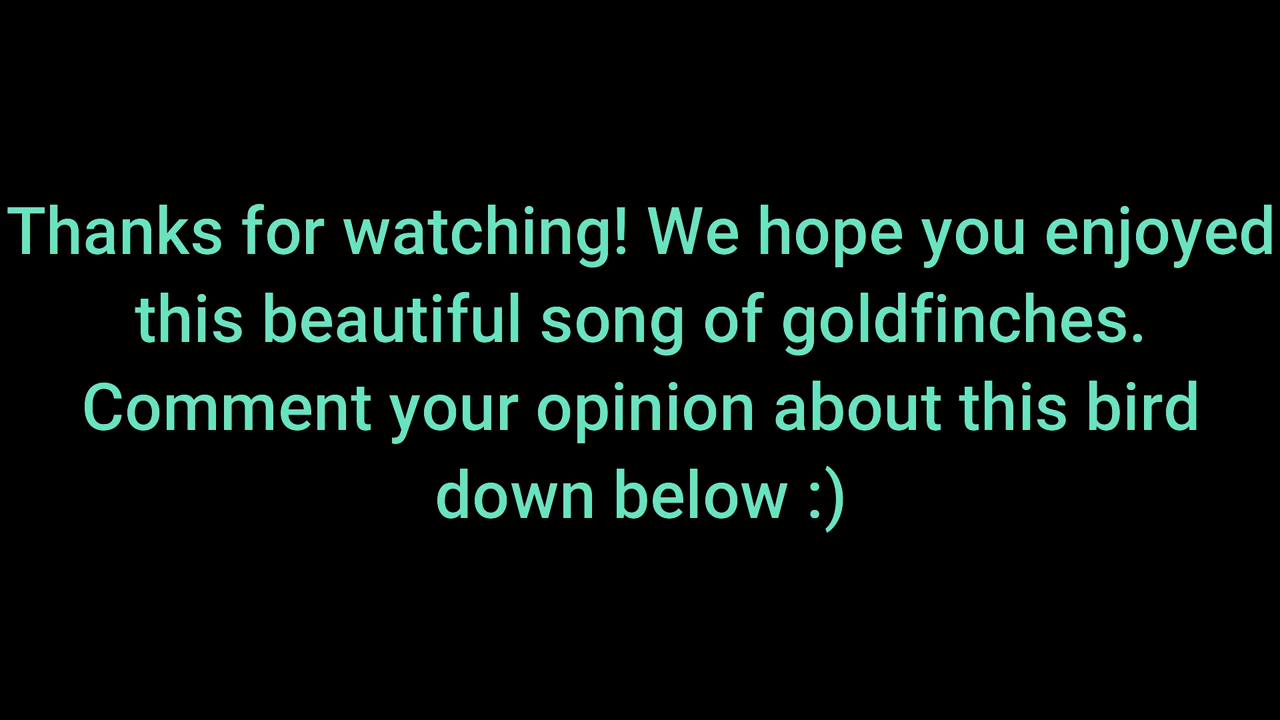 Thanks for watching! We hope you enjoyed
this beautiful song of goldfinches.
Comment your opinion about this bird
down below :)